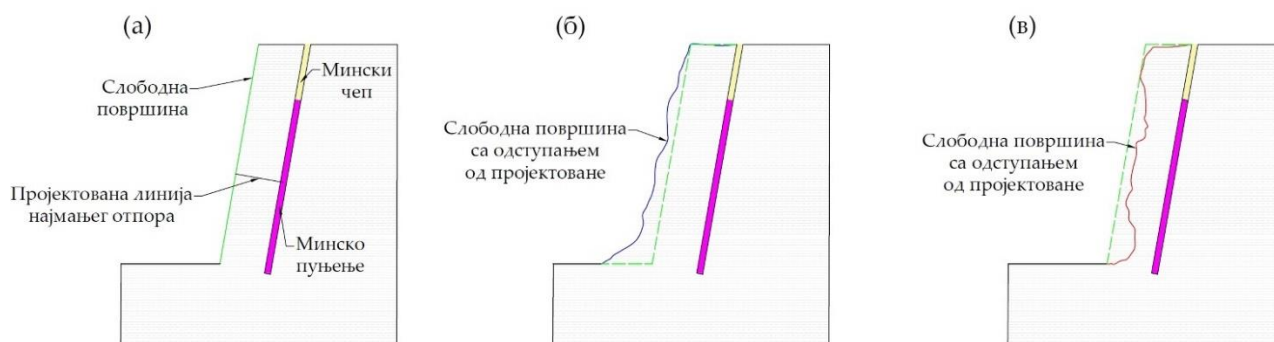 (а)
Слободна
површина
Мински
чеп
Пројектована линија
најмањег отпора
Минско
пуњење
(б)
Слободна површина
са одступањем
од пројектоване
(в)
Слободна површина
са одступањем
од пројектоване